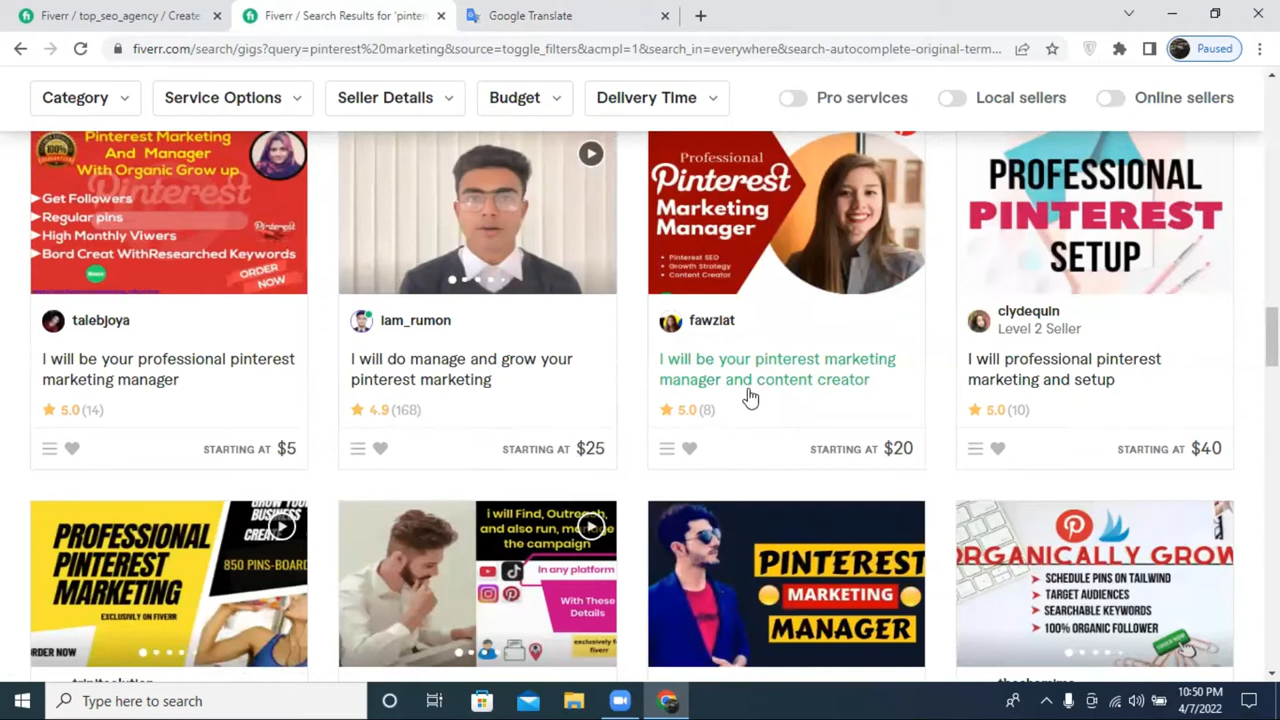 Fiverr / top_seo_agency / Create
Fiverr / Search Results for 'pinter
Google Translate
fiverr.com/search/gigs?query=pinterest%20marketing&source=toggle_filters&acmpl=1&search_in=everywhere&search-autocomplete-original-term...
Paused
Category
Service Options
Seller Details
Budget
Delivery Time
Pro services
Local sellers
Online sellers
Pinterest Marketing
And Manager
With Organic Grow up
Get Followers
Regular pins
High Monthly Viwers
Bord Creat WithResearched Keywords
ORDER
NOW
Professional
Pinterest
Marketing
Manager
• Pinterest SEO
• Growth Strategy
• Content Creator
PROFESSIONAL
PINTEREST
SETUP
talebjoya
I will be your professional pinterest
marketing manager
5.0 (14)
STARTING AT $5
iam_rumon
I will do manage and grow your
pinterest marketing
4.9 (168)
STARTING AT $25
fawziat
I will be your pinterest marketing
manager and content creator
5.0 (8)
STARTING AT $20
clydequin
Level 2 Seller
I will professional pinterest
marketing and setup
5.0 (10)
STARTING AT $40
PROFESSIONAL
PINTEREST
MARKETING
EXCLUSIVLY ON FIVERR
ORDER NOW
GROW YOUR
BUSINESS
CREATE
850 PINS-BOARD
i will Find, Outreach,
and also run, manage
the campaign
In any platform
With These
Details
exclusively f
fiverr
PINTEREST
MARKETING
MANAGER
ORGANICALLY GROW
SCHEDULE PINS ON TAILWIND
TARGET AUDIENCES
SEARCHABLE KEYWORDS
100% ORGANIC FOLLOWER
Type here to search
10:50 PM
4/7/2022